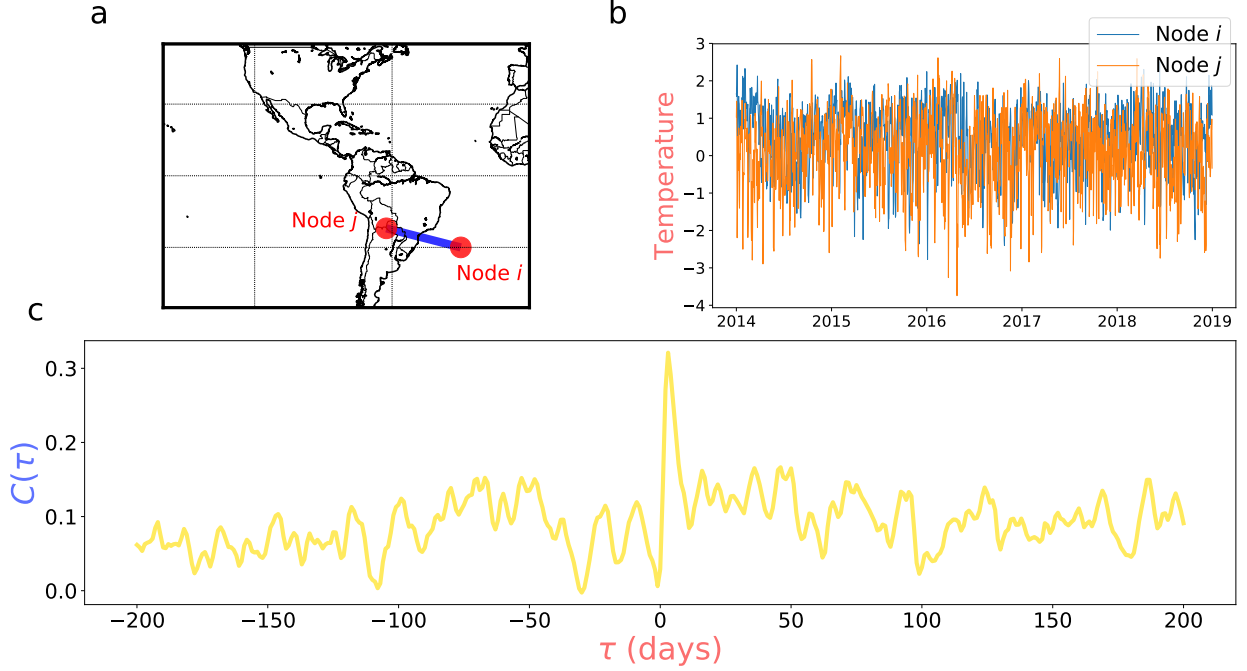 a
Node j
Node i
b
Node i
Node j
Temperature
3
2
1
0
−1
−2
−3
−4
2014 2015 2016 2017 2018 2019
c
C(τ)
0.3
0.2
0.1
0.0
−200 −150 −100 −50 0 50 100 150 200
τ (days)